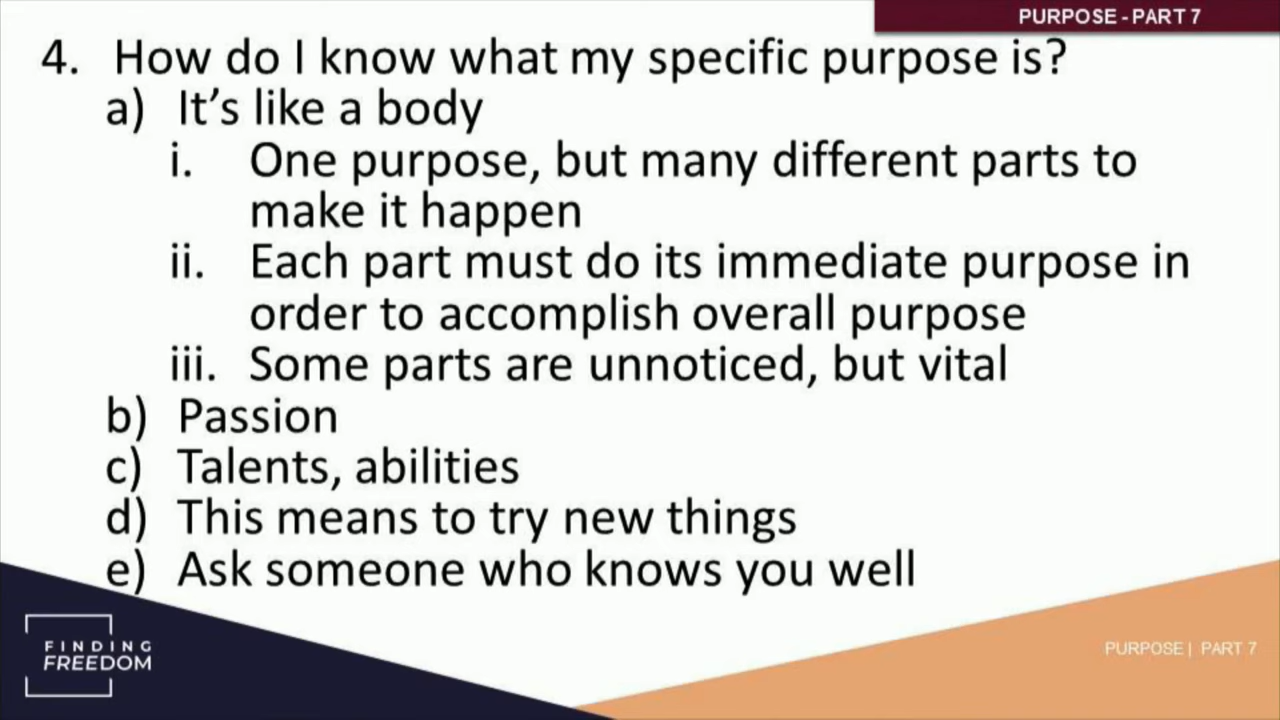 PURPOSE - PART 7
4. How do I know what my specific purpose is?
a) It's like a body
i. One purpose, but many different parts to
make it happen
ii. Each part must do its immediate purpose in
order to accomplish overall purpose
iii. Some parts are unnoticed, but vital
b) Passion
c) Talents, abilities
d) This means to try new things
e) Ask someone who knows you well
FINDING
FREEDOM
PURPOSE | PART 7